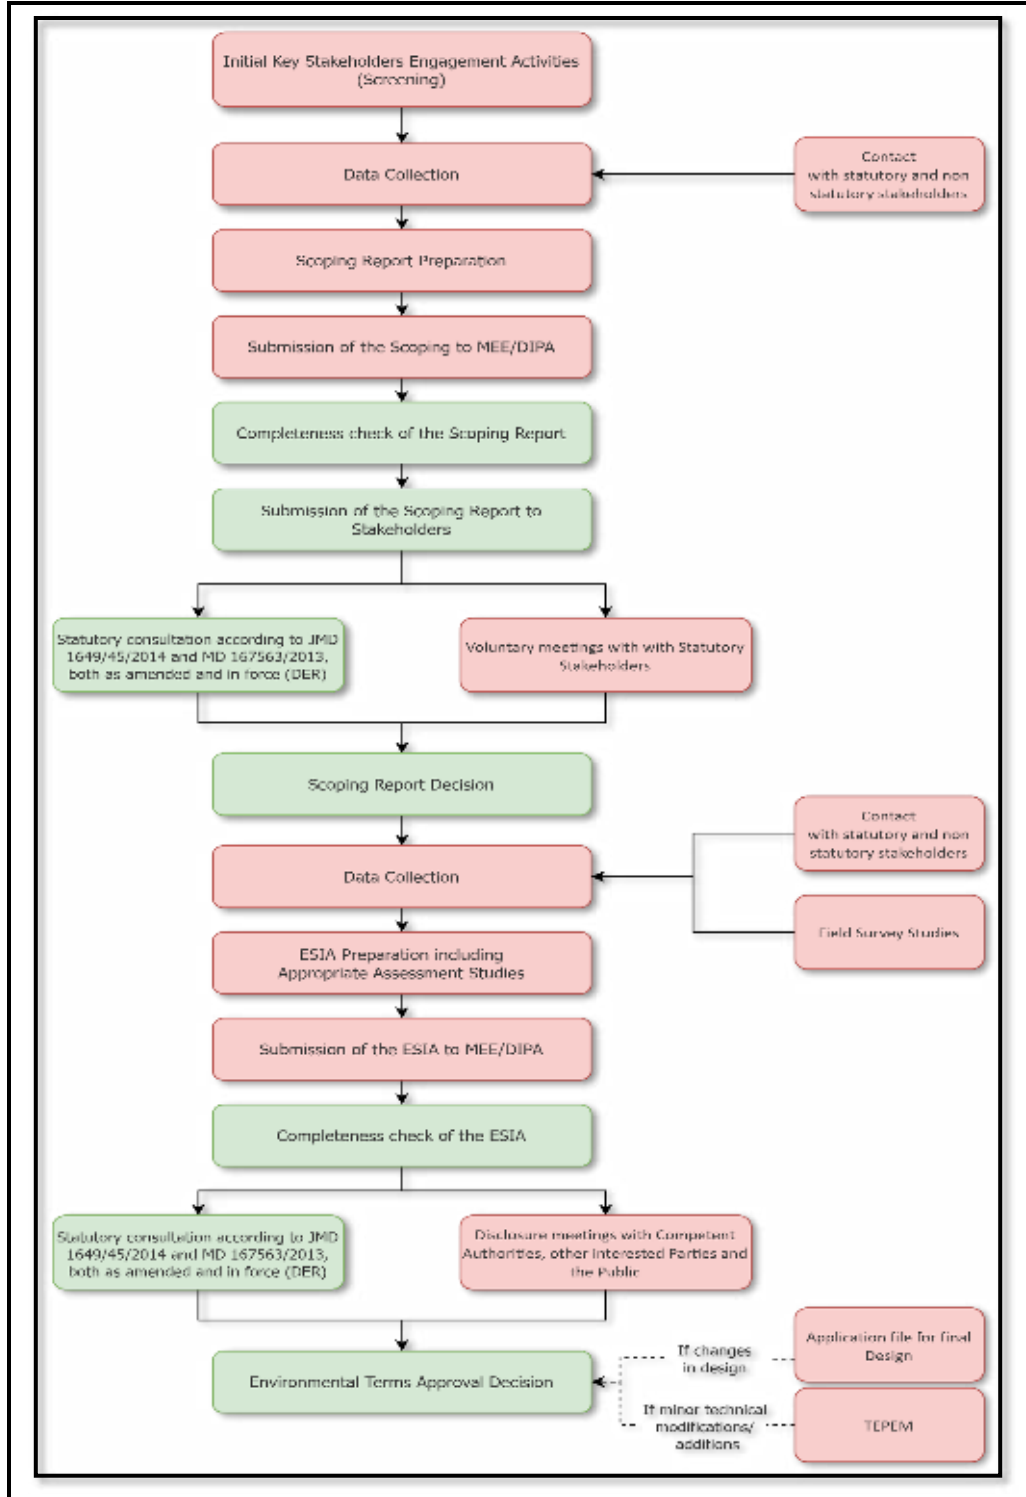 Initial Key Stakeholders Engagement Activities
(Screening)
Data Collection
Contact
with statutory and non
statutory stakeholders
Scoping Report Preparation
Submission of the Scoping to MEE/DIPA
Completeness check of the Scoping Report
Submission of the Scoping Report to
Stakeholders
Statutory consultation according to JMD
1649/45/2014 and MD 167563/2013,
both as amended and in force (DER)
Voluntary meetings with with Statutory
Stakeholders
Scoping Report Decision
Contact
with statutory and non
statutory stakeholders
Data Collection
Field Survey Studies
ESIA Preparation including
Appropriate Assessment Studies
Submission of the ESIA to MEE/DIPA
Completeness check of the ESIA
Statutory consultation according to JMD
1649/45/2014 and MD 167563/2013,
both as amended and in force (DER)
Disclosure meetings with Competent
Authorities, other Interested Parties and
the Public
Application file for final
Design
If changes
in design
Environmental Terms Approval Decision
If minor technical
modifications/
additions
TEPEM